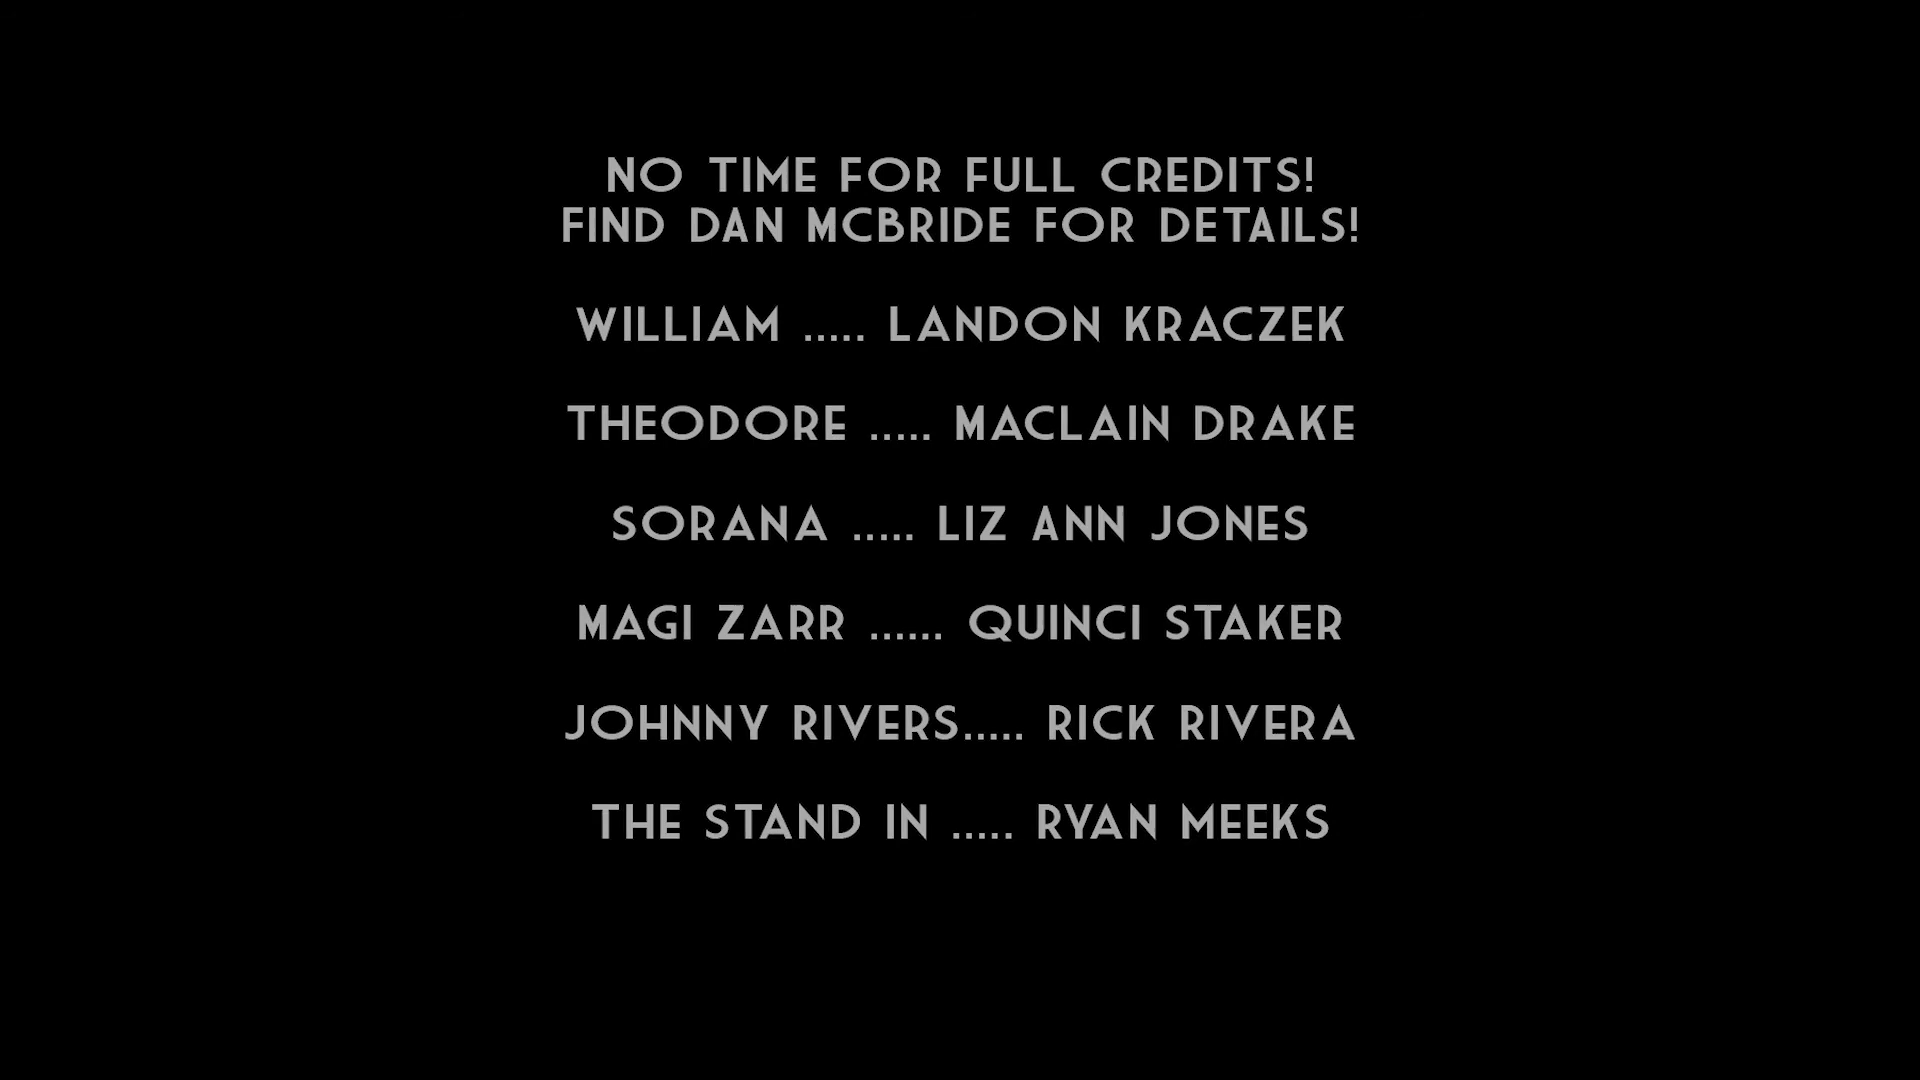 NO TIME FOR FULL CREDITS!
FIND DAN MCBRIDE FOR DETAILS!
WILLIAM ..... LANDON KRACZEK
THEODORE ..... MACLAIN DRAKE
SORANA ..... LIZ ANN JONES
MAGI ZARR ...... QUINCI STAKER
JOHNNY RIVERS..... RICK RIVERA
THE STAND IN ..... RYAN MEEKS